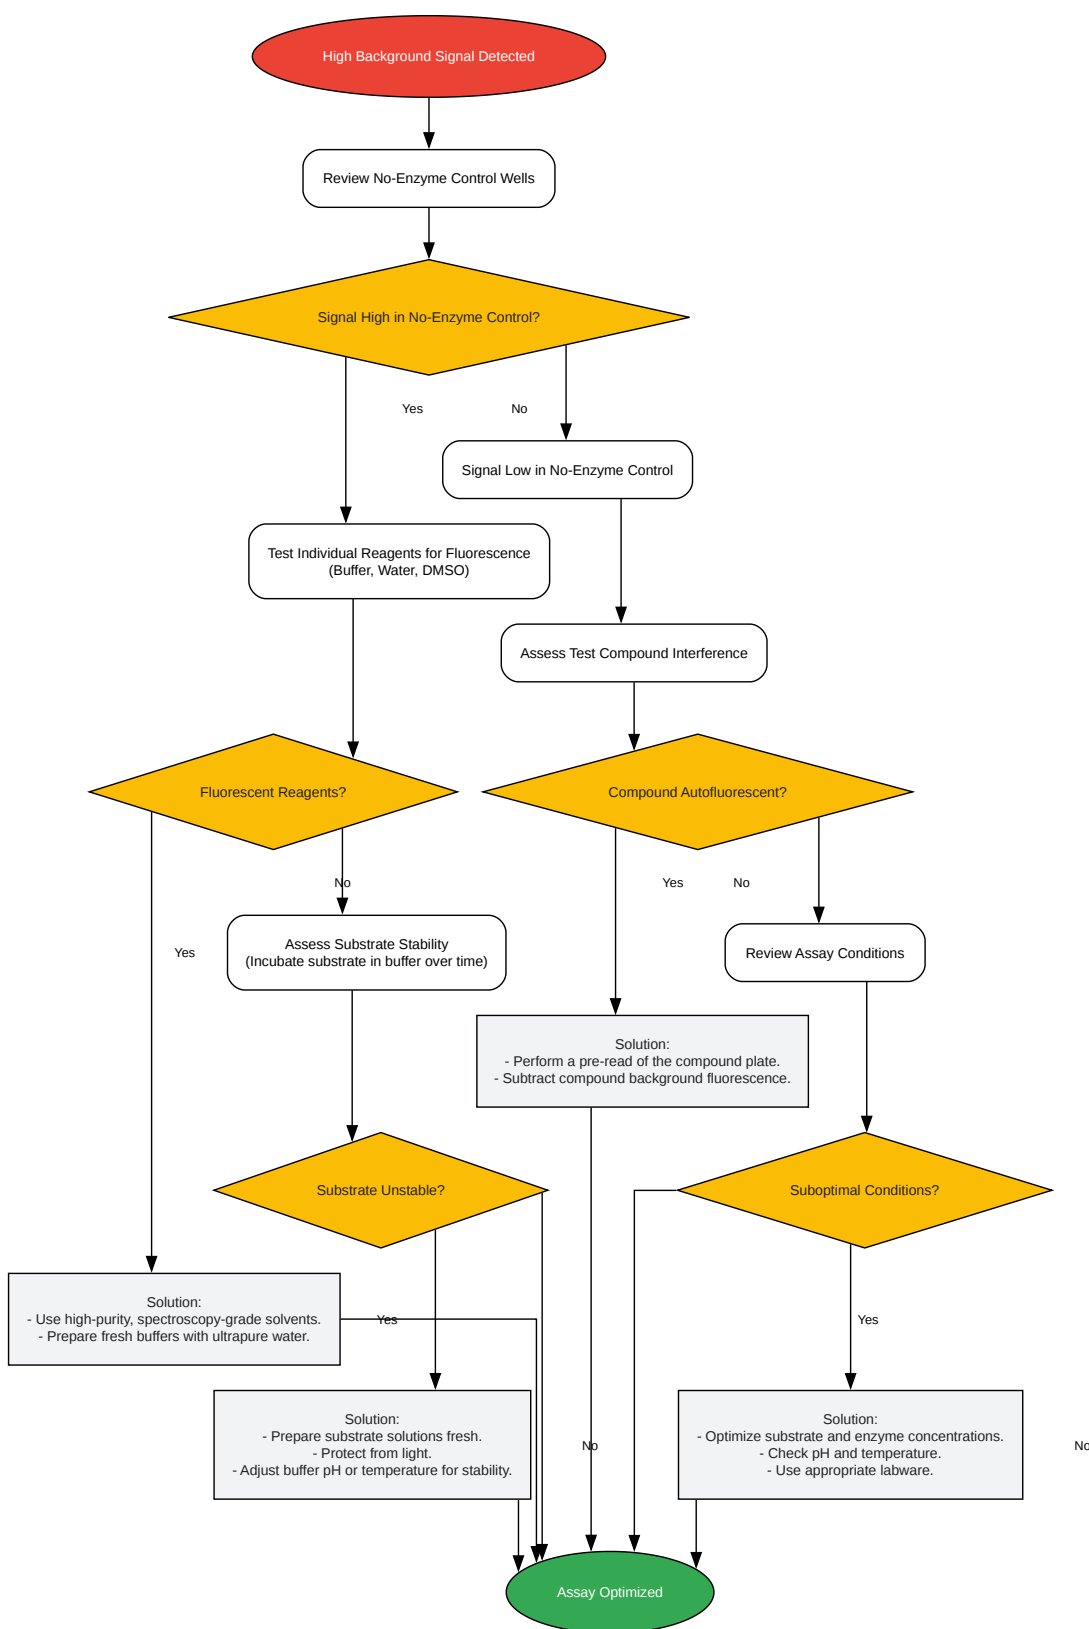 High Background Signal Detected
Review No-Enzyme Control Wells
Signal High in No-Enzyme Control?
Yes
No
Signal Low in No-Enzyme Control
Test Individual Reagents for Fluorescence
(Buffer, Water, DMSO)
Assess Test Compound Interference
Fluorescent Reagents?
Compound Autofluorescent?
No
Yes
No
Yes
Assess Substrate Stability
(Incubate substrate in buffer over time)
Review Assay Conditions
Solution:
- Perform a pre-read of the compound plate.
- Subtract compound background fluorescence.
Substrate Unstable?
Suboptimal Conditions?
Solution:
- Use high-purity, spectroscopy-grade solvents.
- Prepare fresh buffers with ultrapure water.
Yes
Yes
Solution:
- Prepare substrate solutions fresh.
- Protect from light.
- Adjust buffer pH or temperature for stability.
No
Solution:
- Optimize substrate and enzyme concentrations.
- Check pH and temperature.
- Use appropriate labware.
No
Assay Optimized